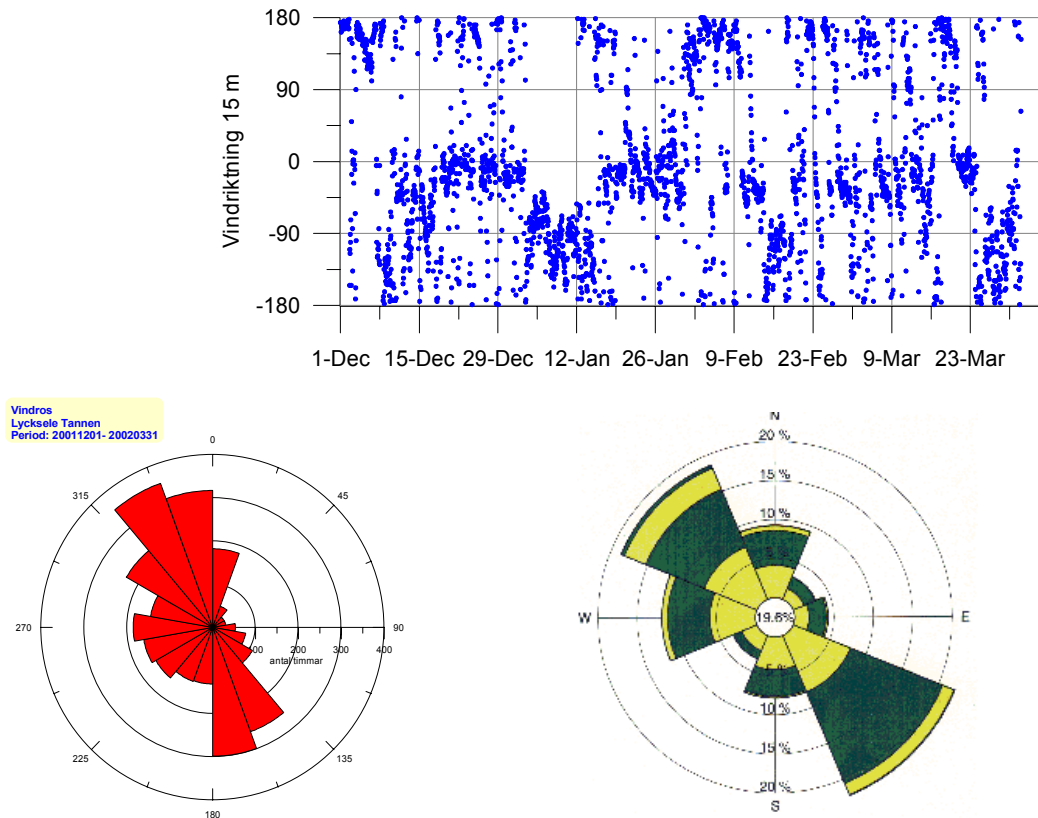 Vindriktning 15 m
180
90
0
-90
-180
1-Dec 15-Dec 29-Dec 12-Jan 26-Jan 9-Feb 23-Feb 9-Mar 23-Mar
Vindros
Lycksele Tannen
Period: 20011201- 20020331
0
45
90
135
180
225
270
315
200 300 400
antal timmar
N
20 %
15 %
10 %
W
19.6%
E
5 %
10 %
15 %
20 %
S